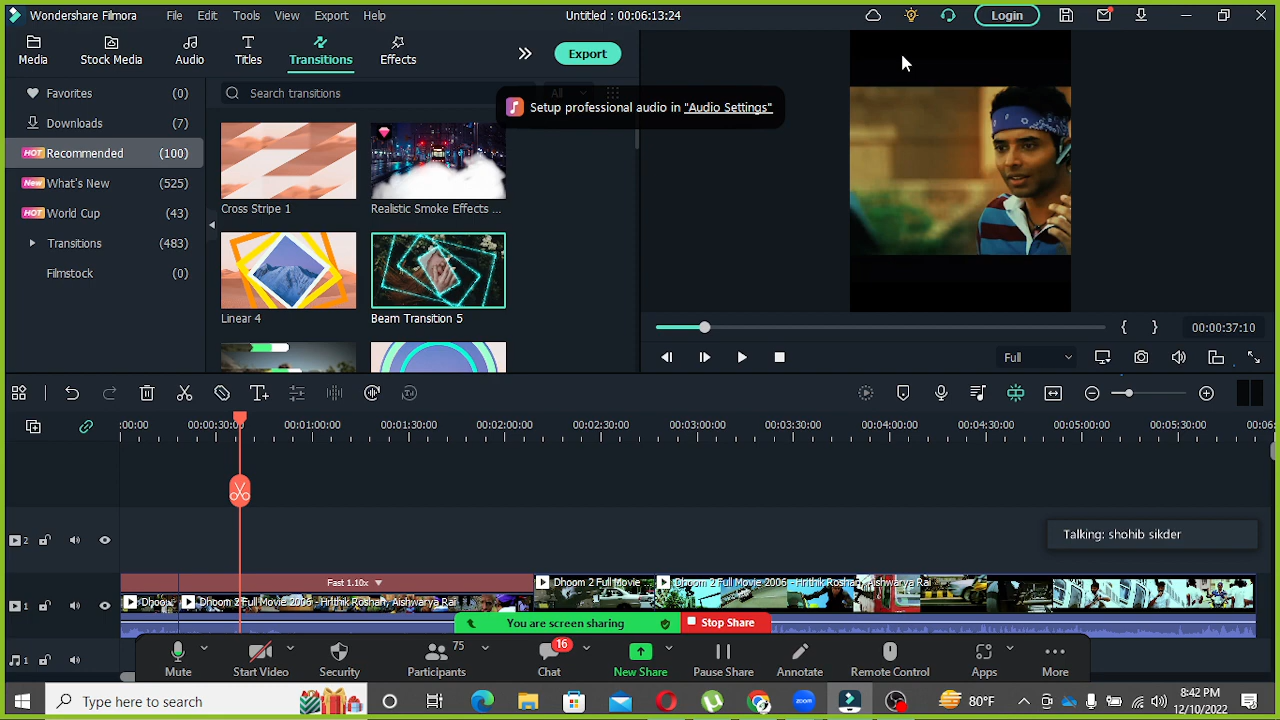 Wondershare Filmora File Edit Tools View Export Help Untitled : 00:06:13:24 Login
Media Stock Media Audio Titles Transitions Effects Export
Favorites (0)
Downloads (7)
HOT Recommended (100)
New What's New (525)
HOT World Cup (43)
Transitions (483)
Filmstock (0)
Search transitions All
Setup professional audio in "Audio Settings"
Cross Stripe 1 Realistic Smoke Effects ...
Linear 4 Beam Transition 5
{ } 00:00:37:10
Full
:00:00 00:00:30:00 00:01:00:00 00:01:30:00 00:02:00:00 00:02:30:00 00:03:00:00 00:03:30:00 00:04:00:00 00:04:30:00 00:05:00:00 00:05:30:00 00:06:
2
Talking: shohib sikder
Fast 1.10x
1
Dhoov Dhoom 2 Full Movie 2006 - Hrithik Roshan, Aishwarya Rai Dhoom 2 Full Movie ... Dhoom 2 Full Movie 2006 - Hrithik Roshan, Aishwarya Rai
You are screen sharing Stop Share
1
Mute Start Video Security Participants 75 Chat 16 New Share Pause Share Annotate Remote Control Apps More
Type here to search zoom 80°F 8:42 PM
12/10/2022